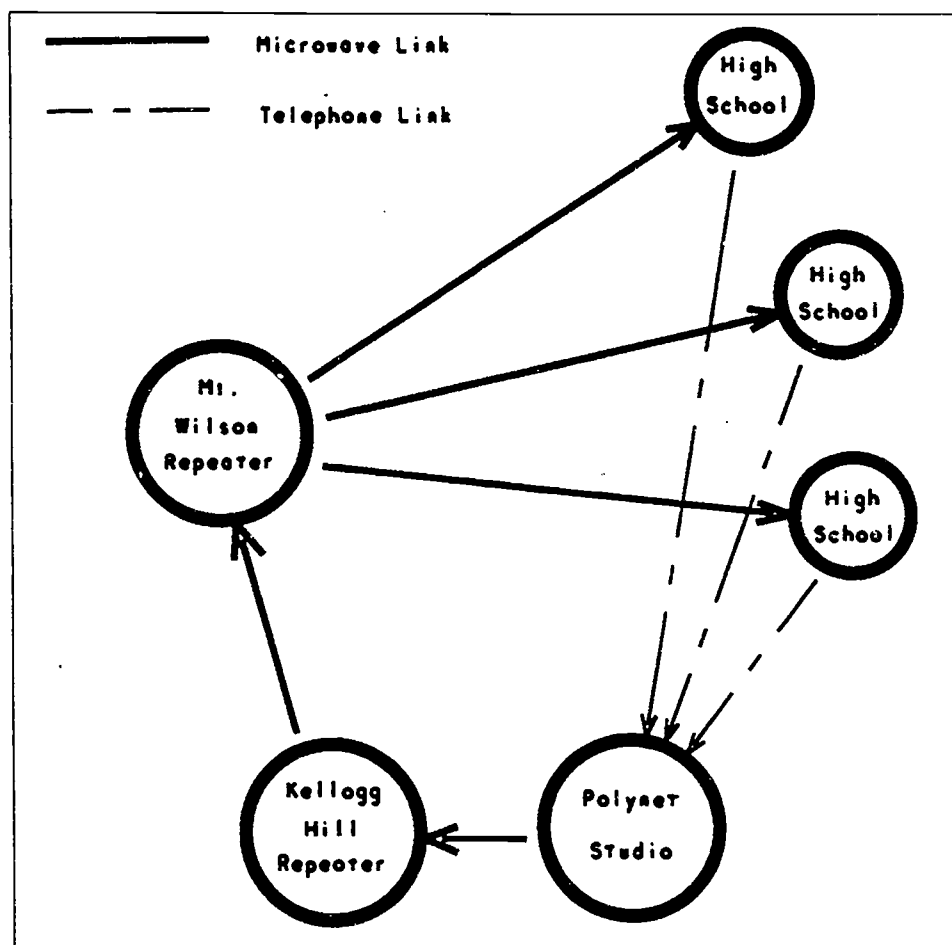 Microwave Link
Telephone Link
High
School
High
School
Mt.
Wilson
Repeater
High
School
Kellogg
Hill
Repeater
Polynet
Studio